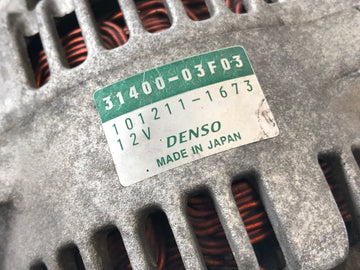 31400-03F03
101211-1673
12V DENSO
MADE IN JAPAN